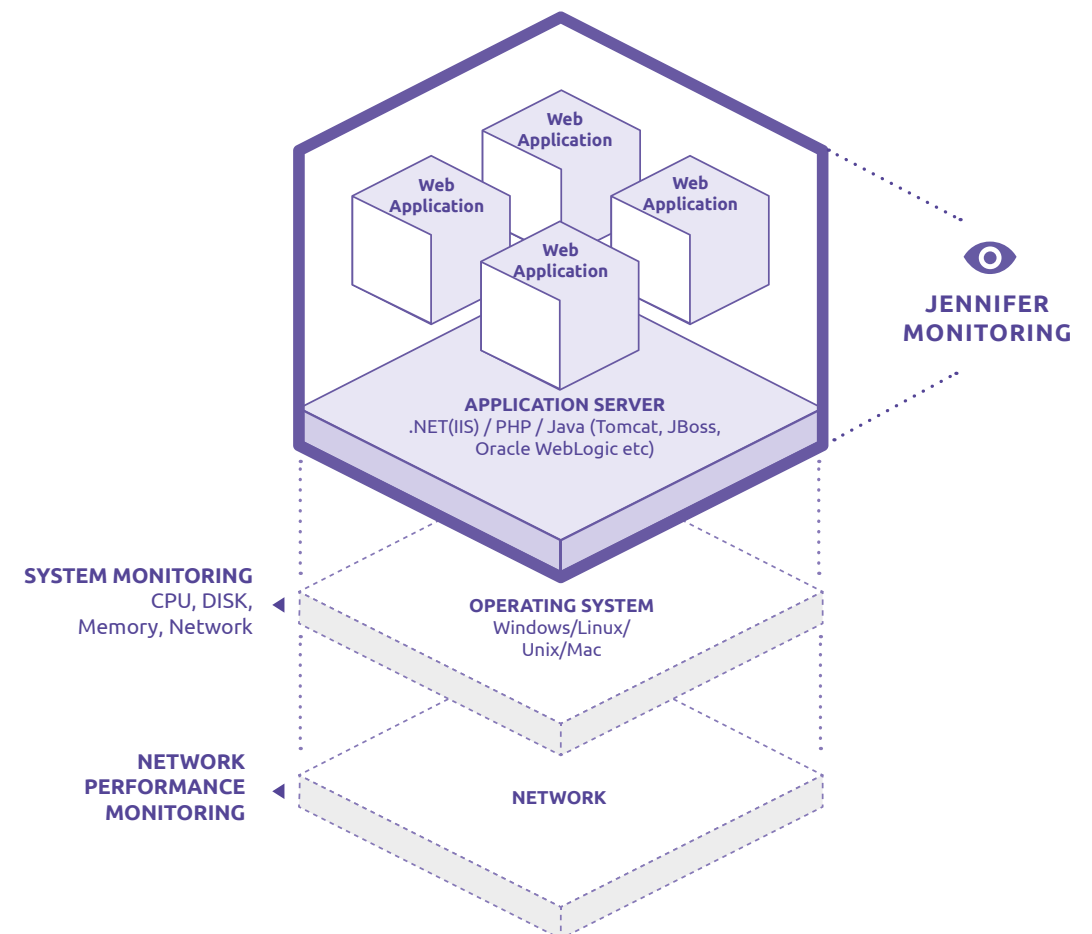 Web
Application
Web
Application
Web
Application
Web
Application
JENNIFER
MONITORING
APPLICATION SERVER
.NET(IIS) / PHP / Java (Tomcat, JBoss,
Oracle WebLogic etc)
SYSTEM MONITORING
CPU, DISK,
Memory, Network
OPERATING SYSTEM
Windows/Linux/
Unix/Mac
NETWORK
PERFORMANCE
MONITORING
NETWORK